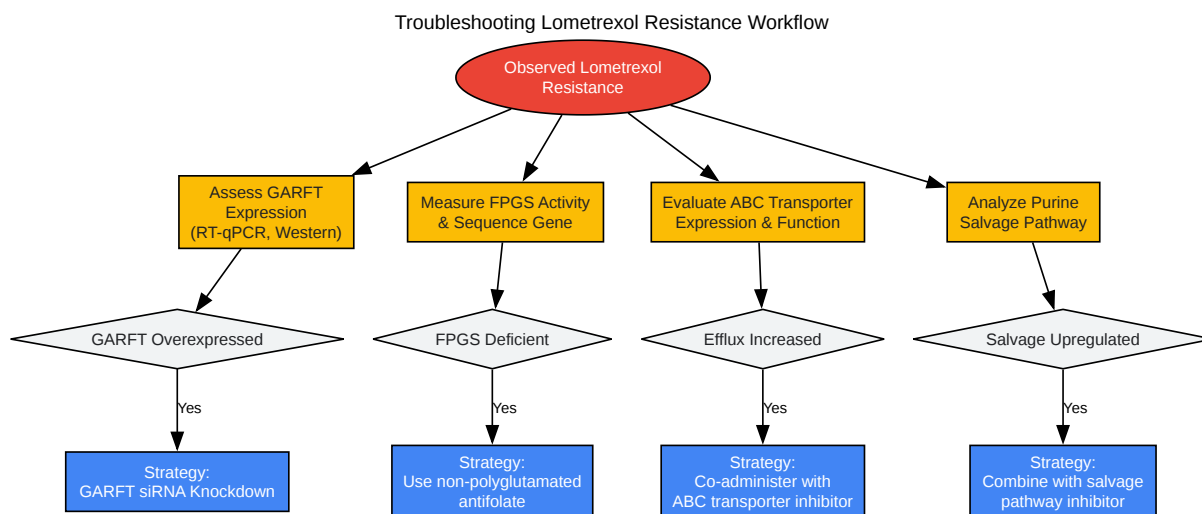 Troubleshooting Lometrexol Resistance Workflow
Observed Lometrexol
Resistance
Assess GARFT
Expression
(RT-qPCR, Western)
Measure FPGS Activity
& Sequence Gene
Evaluate ABC Transporter
Expression & Function
Analyze Purine
Salvage Pathway
GARFT Overexpressed
FPGS Deficient
Efflux Increased
Salvage Upregulated
Yes
Yes
Yes
Yes
Strategy:
GARFT siRNA Knockdown
Strategy:
Use non-polyglutamated
antifolate
Strategy:
Co-administer with
ABC transporter inhibitor
Strategy:
Combine with salvage
pathway inhibitor